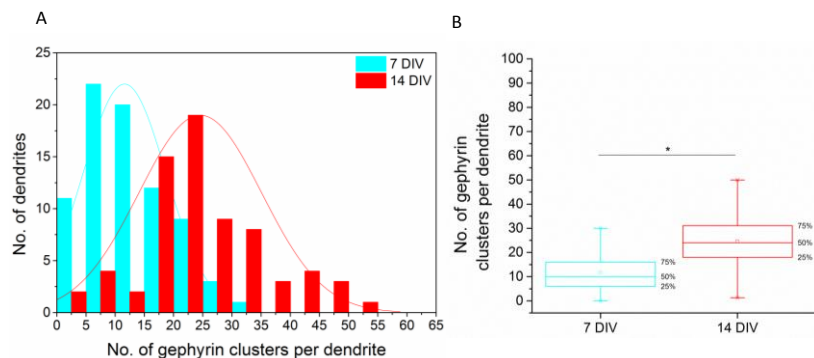 A
25
20
15
10
5
0
No. of dendrites
7 DIV
14 DIV
0 5 10 15 20 25 30 35 40 45 50 55 60 65
No. of gephyrin clusters per dendrite
B
100
90
80
70
60
50
40
30
20
10
0
No. of gephyrin
clusters per dendrite
*
75%
50%
25%
75%
50%
25%
7 DIV 14 DIV